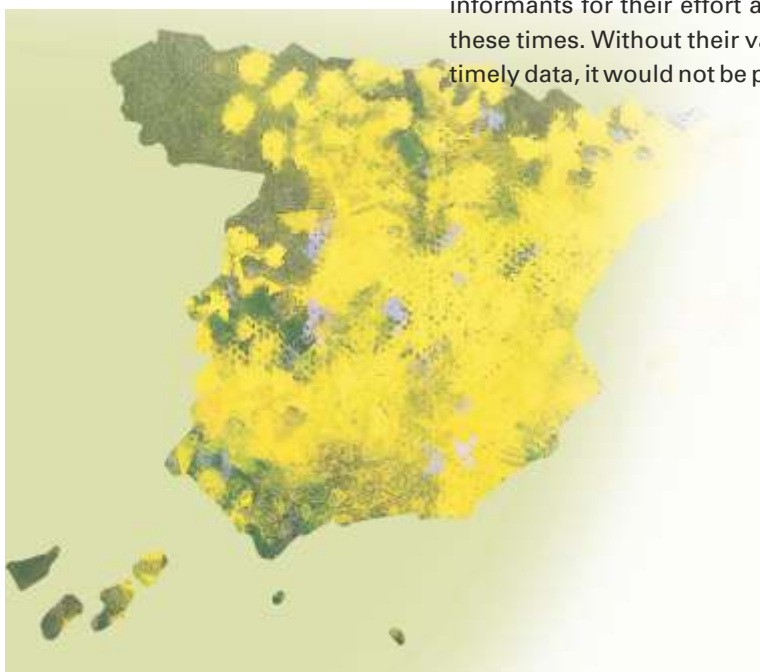 informants for their effort a
these times. Without their va
timely data, it would not be p